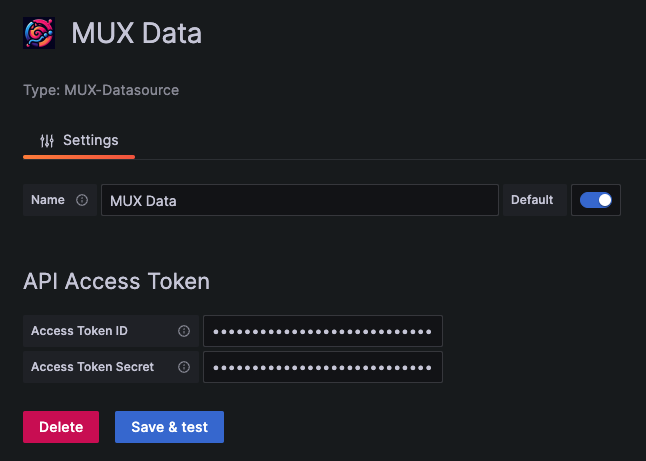 MUX Data
Type: MUX-Datasource
Settings
Name MUX Data Default
API Access Token
Access Token ID ••••••••••••••••••••••••••••
Access Token Secret ••••••••••••••••••••••••••••
Delete Save & test